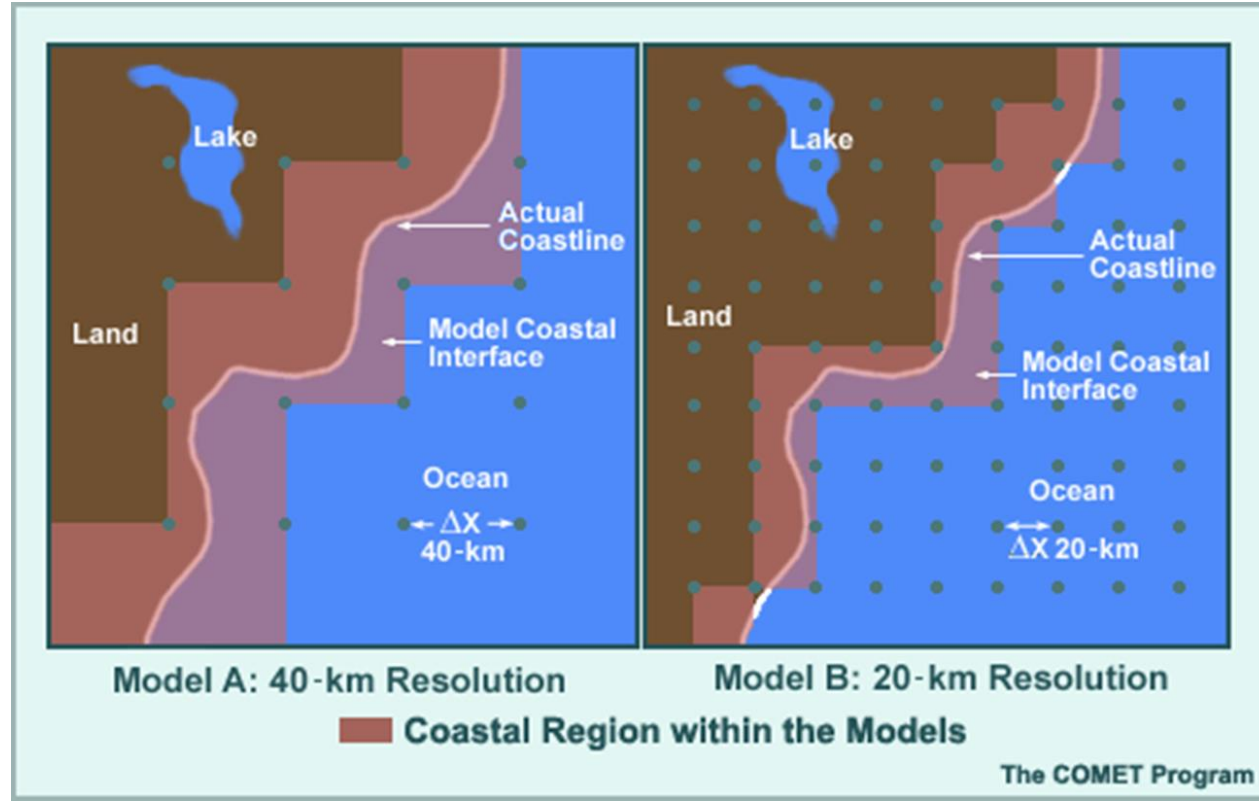 Lake
Actual
Coastline
Land
Model Coastal
Interface
Ocean
ΔX
40-km
Lake
Actual
Coastline
Land
Model Coastal
Interface
Ocean
ΔX 20-km
Model A: 40-km Resolution
Model B: 20-km Resolution
Coastal Region within the Models
The COMET Program